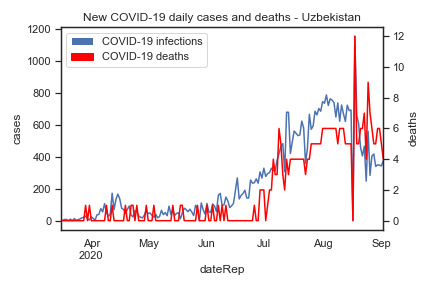 New COVID-19 daily cases and deaths - Uzbekistan
COVID-19 infections
COVID-19 deaths
1200
1000
800
600
400
200
0
cases
12
10
8
6
4
2
0
deaths
Apr May Jun Jul Aug Sep
2020
dateRep